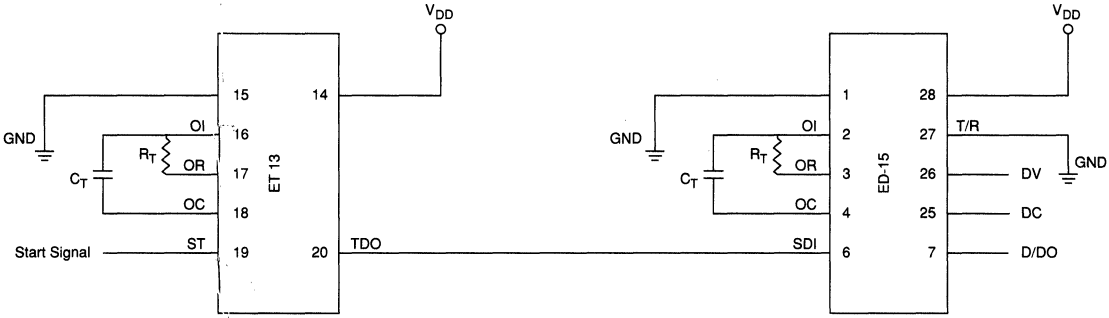 VDD VDD
15 14 1 28
GND OI 16 GND OI 2 27 T/R
RT RT GND
CT OR 17 ET 13 CT OR 3 ED-15 26 DV
OC 18 OC 4 25 DC
Start Signal ST 19 20 TDO SDI 6 7 D/DO